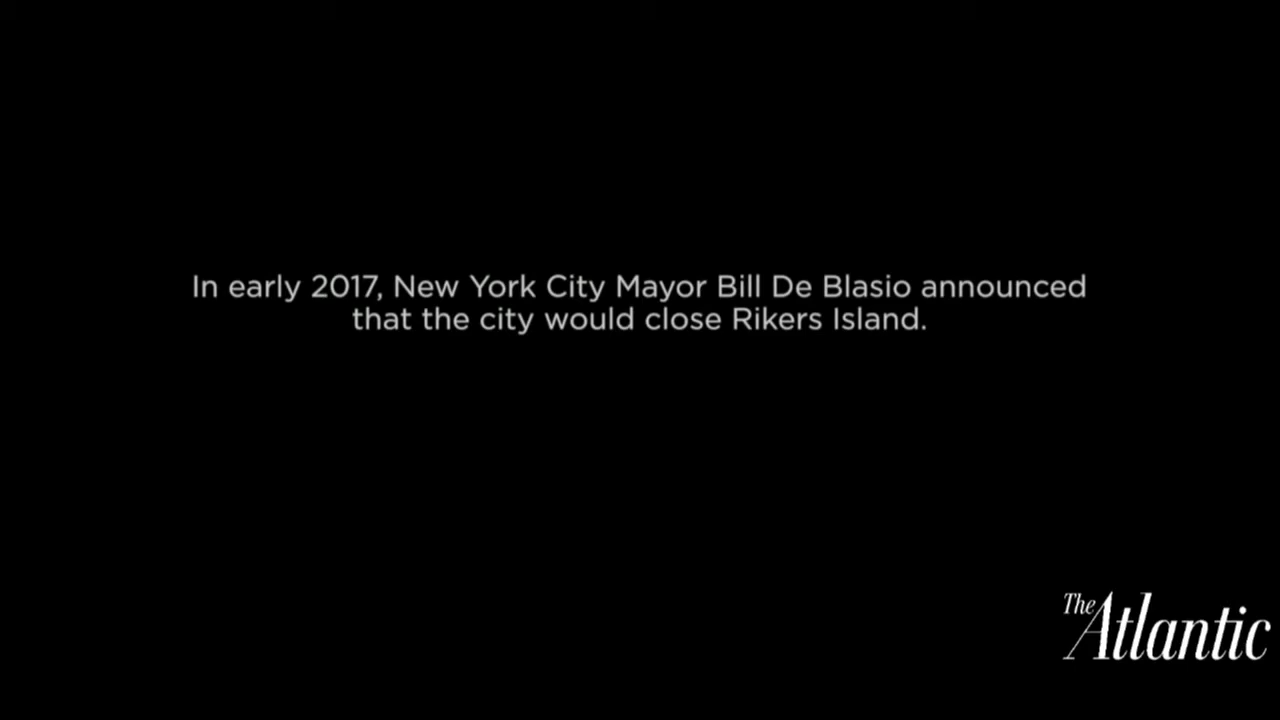 In early 2017, New York City Mayor Bill De Blasio announced
that the city would close Rikers Island.
The Atlantic